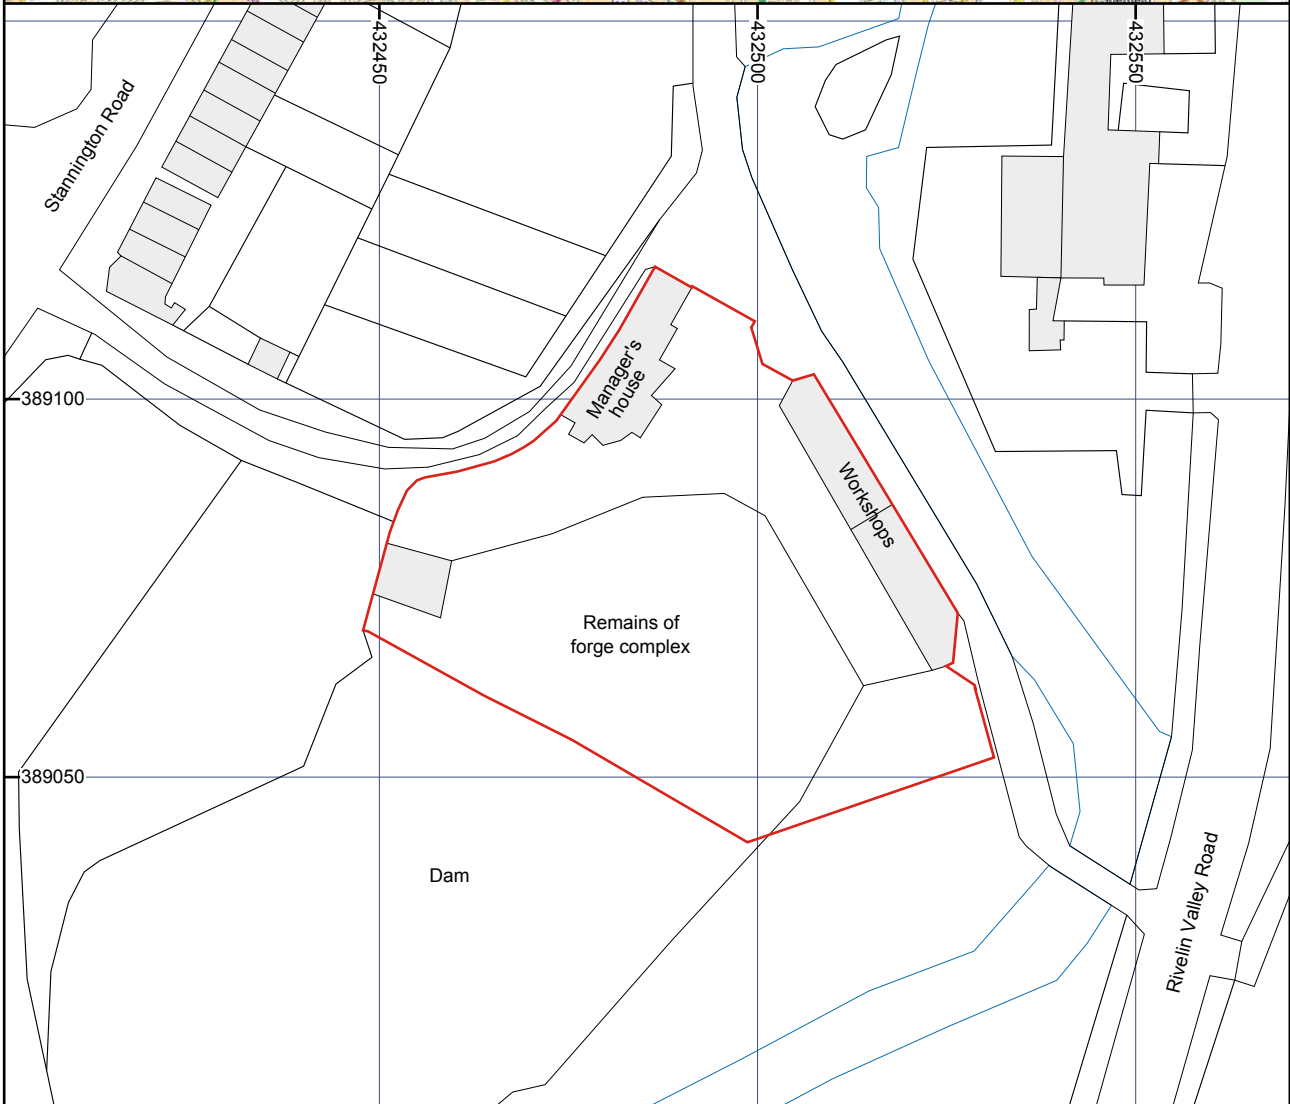 432450
432500
432550
Stannington Road
Manager's
house
389100
Workshops
Remains of
forge complex
389050
Dam
Rivelin Valley Road